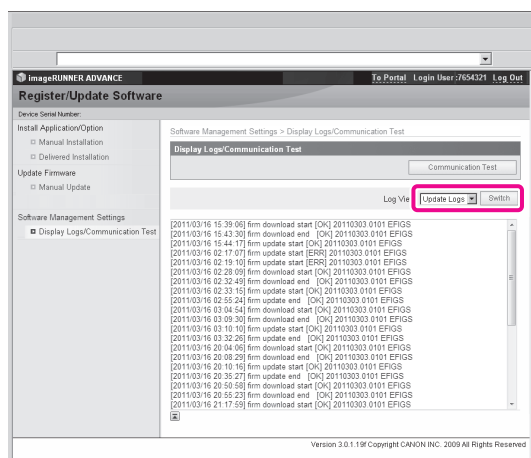 imageRUNNER ADVANCE To Portal Login User:7654321 Log Out
Register/Update Software
Device Serial Number:
Install Application/Option
Manual Installation
Delivered Installation
Update Firmware
Manual Update
Software Management Settings
Display Logs/Communication Test
Software Management Settings > Display Logs/Communication Test
Display Logs/Communication Test
Communication Test
Log Vie Update Logs Switch
[2011/03/16 15:39:06] firm download start [OK] 20110303.0101 EFIGS
[2011/03/16 15:43:30] firm download end [OK] 20110303.0101 EFIGS
[2011/03/16 15:44:17] firm update start [OK] 20110303.0101 EFIGS
[2011/03/16 02:17:07] firm update start [ERR] 20110303.0101 EFIGS
[2011/03/16 02:19:10] firm update start [ERR] 20110303.0101 EFIGS
[2011/03/16 02:28:09] firm download start [OK] 20110303.0101 EFIGS
[2011/03/16 02:32:49] firm download end [OK] 20110303.0101 EFIGS
[2011/03/16 02:33:15] firm update start [OK] 20110303.0101 EFIGS
[2011/03/16 02:55:24] firm update end [OK] 20110303.0101 EFIGS
[2011/03/16 03:04:54] firm download start [OK] 20110303.0101 EFIGS
[2011/03/16 03:09:30] firm download end [OK] 20110303.0101 EFIGS
[2011/03/16 03:10:10] firm update start [OK] 20110303.0101 EFIGS
[2011/03/16 03:32:26] firm update end [OK] 20110303.0101 EFIGS
[2011/03/16 20:04:06] firm download start [OK] 20110303.0101 EFIGS
[2011/03/16 20:08:29] firm download end [OK] 20110303.0101 EFIGS
[2011/03/16 20:10:16] firm update start [OK] 20110303.0101 EFIGS
[2011/03/16 20:35:27] firm update end [OK] 20110303.0101 EFIGS
[2011/03/16 20:50:58] firm download start [OK] 20110303.0101 EFIGS
[2011/03/16 20:55:23] firm download end [OK] 20110303.0101 EFIGS
[2011/03/16 21:17:59] firm download start [OK] 20110303.0101 EFIGS
Version 3.0.1.19f Copyright CANON INC. 2009 All Rights Reserved